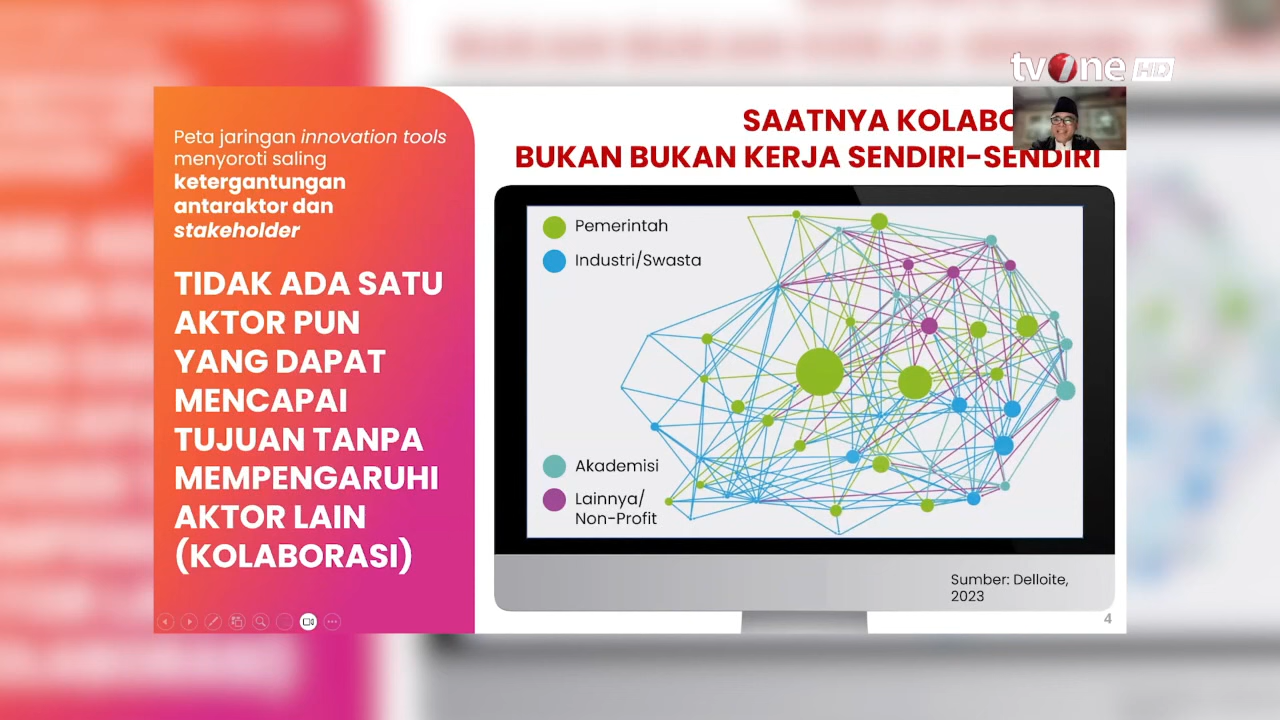 tvOne HD
Peta jaringan innovation tools
menyoroti saling
ketergantungan
antaraktor dan
stakeholder
TIDAK ADA SATU
AKTOR PUN
YANG DAPAT
MENCAPAI
TUJUAN TANPA
MEMPENGARUHI
AKTOR LAIN
(KOLABORASI)
SAATNYA
BUKAN BUKAN KERJA SENDIRI-SENDIRI
Pemerintah
Industri/Swasta
Akademisi
Lainnya/
Non-Profit
Sumber: Delloite,
2023
4